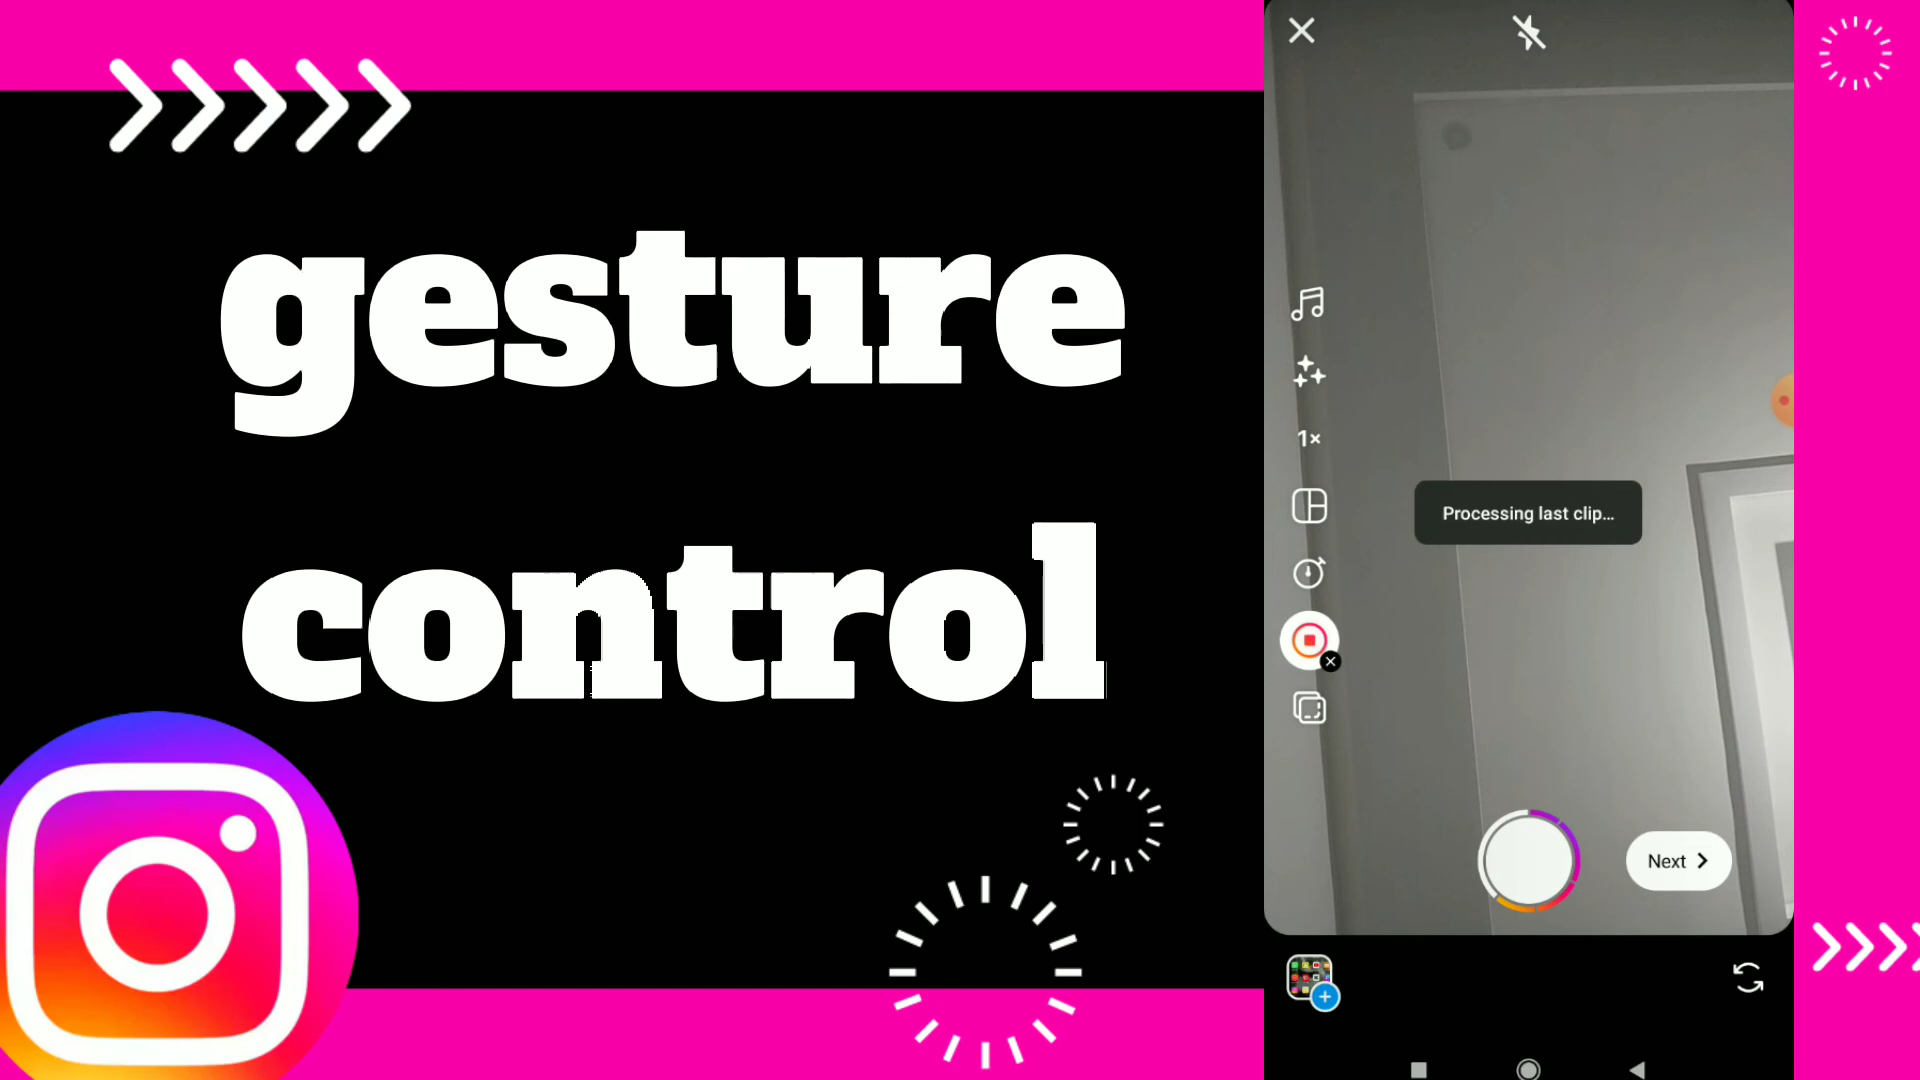 gesture
control
1×
Processing last clip...
Next